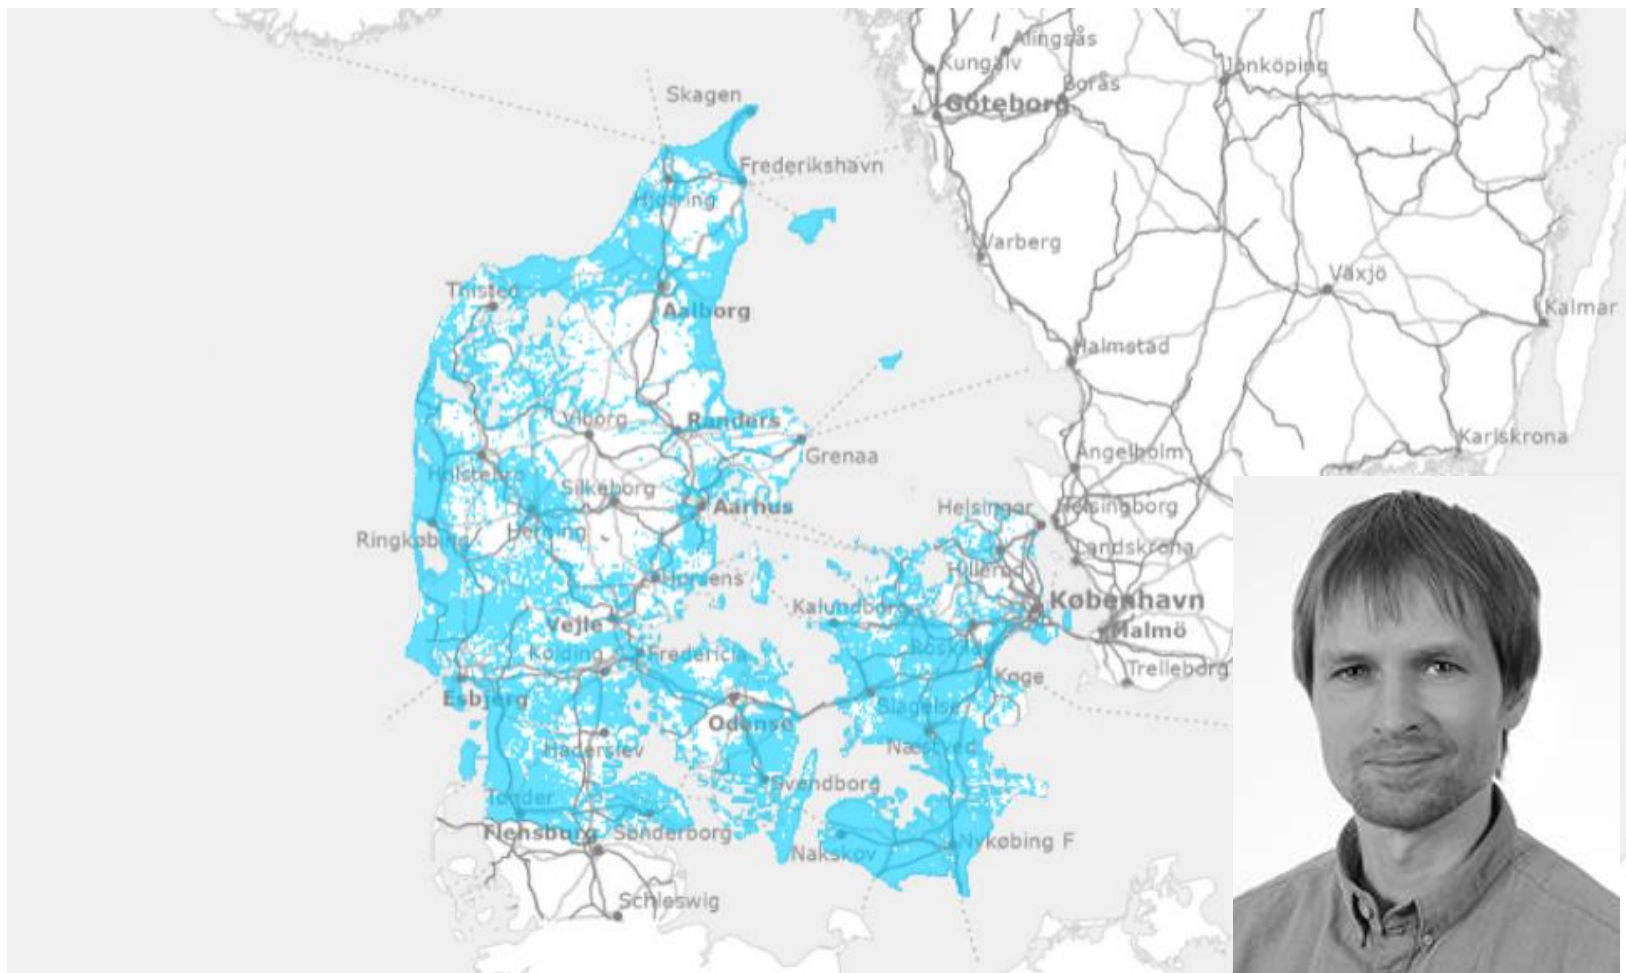 Alingsås
Kungälv
Jönköping
Borås
Göteborg
Skagen
Frederikshavn
Hjørring
Varberg
Växjö
Thisted
Aalborg
Kalmar
Halmstad
Viborg
Randers
Karlskrona
Grenaa
Ängelholm
Holstebro
Silkeborg
Aarhus
Helsingør
Helsingborg
Ringkøbing
Herning
Landskrona
Hillerød
Horsens
Kalundborg
København
Vejle
Malmö
Kolding
Fredericia
Roskilde
Køge
Trelleborg
Esbjerg
Slagelse
Odense
Haderslev
Næstved
Svendborg
Tønder
Flensburg
Sønderborg
Nakskov
Nykøbing F
Schleswig